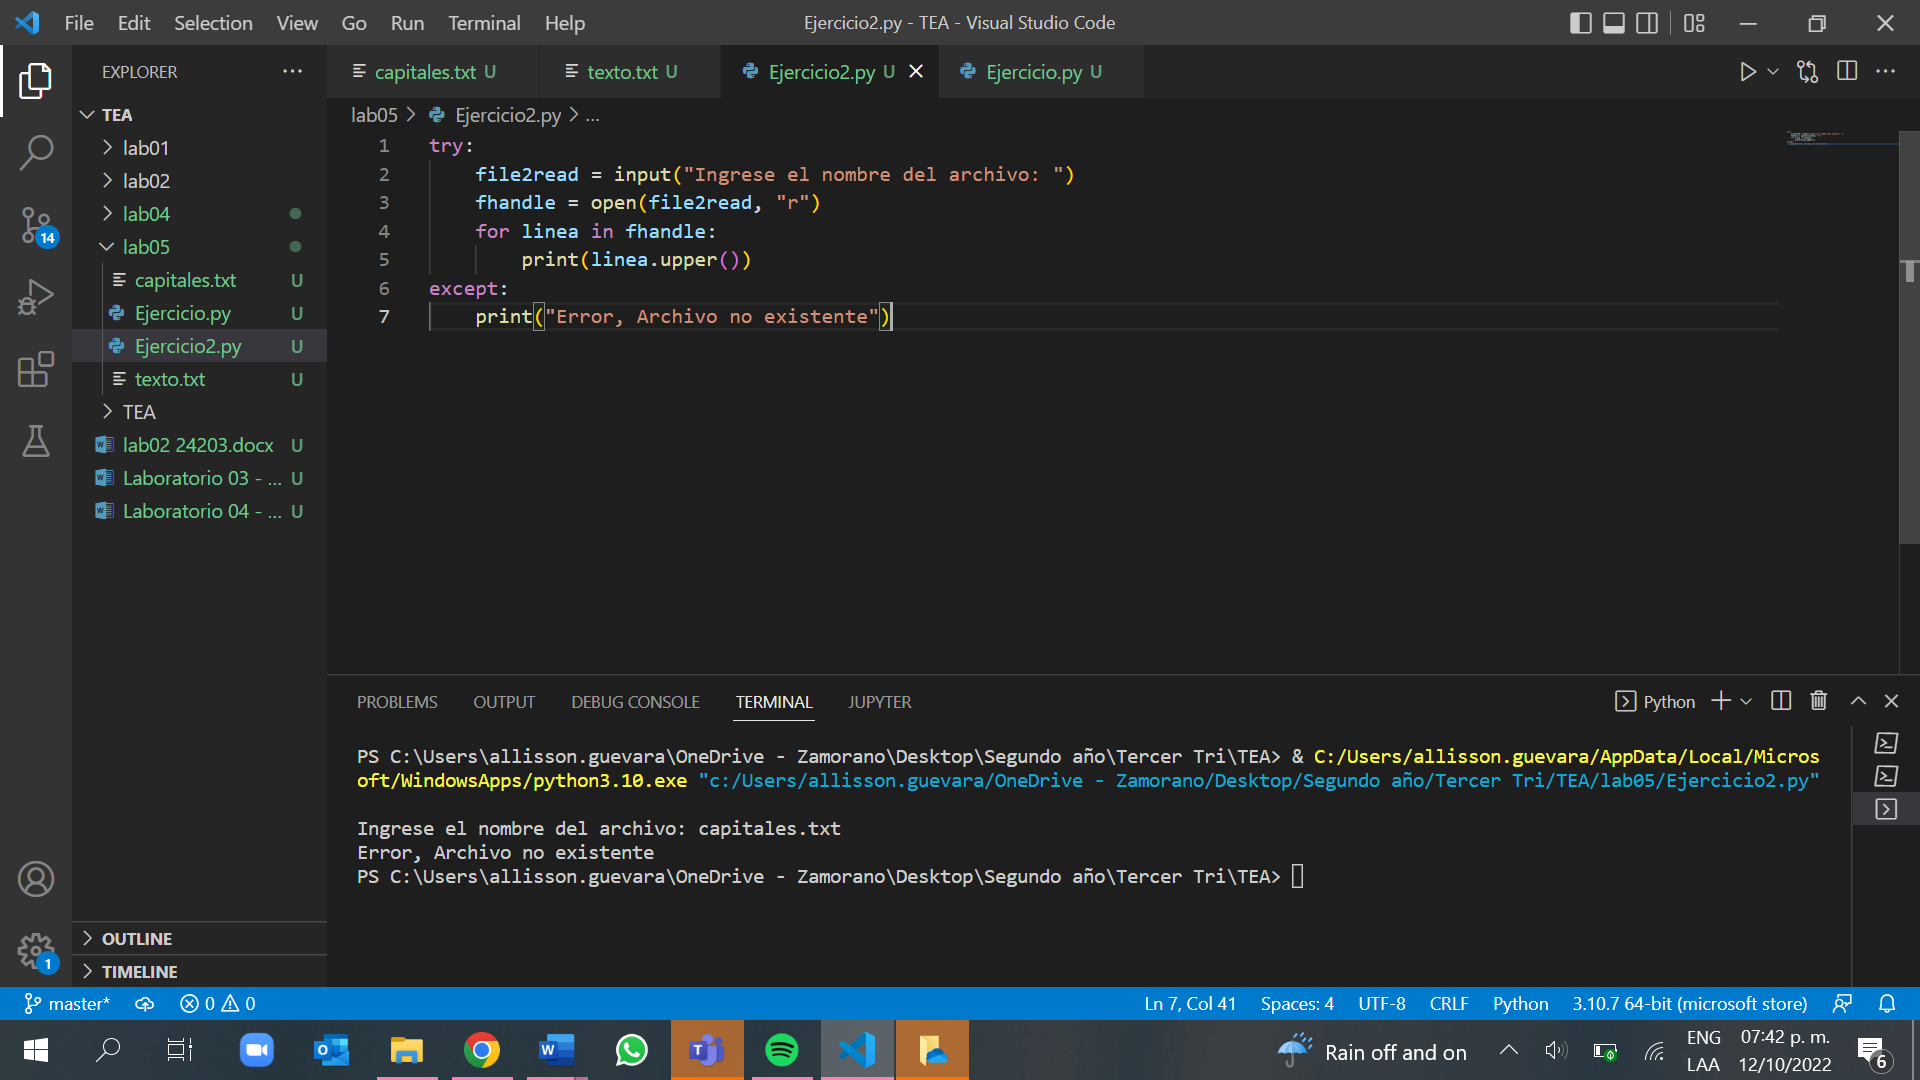 File Edit Selection View Go Run Terminal Help
Ejercicio2.py - TEA - Visual Studio Code
EXPLORER
TEA
lab01
lab02
lab04
lab05
capitales.txt U
Ejercicio.py U
Ejercicio2.py U
texto.txt U
TEA
lab02 24203.docx U
Laboratorio 03 - ... U
Laboratorio 04 - ... U
OUTLINE
TIMELINE
14
1
capitales.txt U texto.txt U Ejercicio2.py U Ejercicio.py U
lab05 > Ejercicio2.py > ...
1 try:
2 file2read = input("Ingrese el nombre del archivo: ")
3 fhandle = open(file2read, "r")
4 for linea in fhandle:
5 print(linea.upper())
6 except:
7 print("Error, Archivo no existente")
PROBLEMS OUTPUT DEBUG CONSOLE TERMINAL JUPYTER
Python
PS C:\Users\allisson.guevara\OneDrive - Zamorano\Desktop\Segundo año\Tercer Tri\TEA> & C:/Users/allisson.guevara/AppData/Local/Micros
oft/WindowsApps/python3.10.exe "c:/Users/allisson.guevara/OneDrive - Zamorano/Desktop/Segundo año/Tercer Tri/TEA/lab05/Ejercicio2.py"
Ingrese el nombre del archivo: capitales.txt
Error, Archivo no existente
PS C:\Users\allisson.guevara\OneDrive - Zamorano\Desktop\Segundo año\Tercer Tri\TEA>
master* 0 0
Ln 7, Col 41 Spaces: 4 UTF-8 CRLF Python 3.10.7 64-bit (microsoft store)
Rain off and on
ENG
LAA
07:42 p. m.
12/10/2022
6